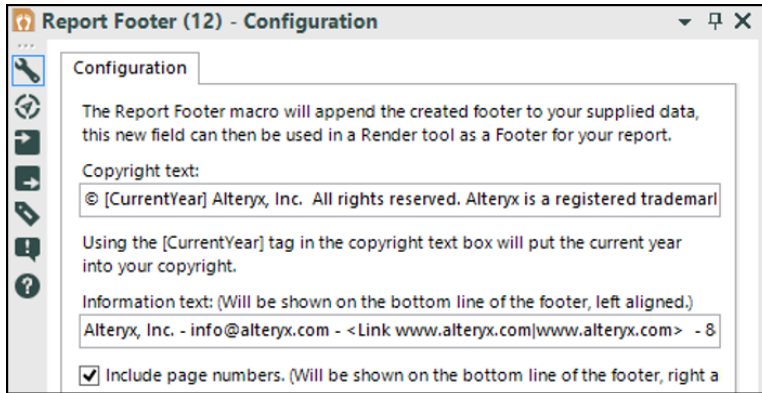 Report Footer (12) - Configuration
Configuration
The Report Footer macro will append the created footer to your supplied data,
this new field can then be used in a Render tool as a Footer for your report.
Copyright text:
© [CurrentYear] Alteryx, Inc.  All rights reserved. Alteryx is a registered
Using the [CurrentYear] tag in the copyright text box will put the current year
into your copyright.
Information text: (Will be shown on the bottom line of the footer, left aligned.)
Alteryx, Inc. - info@alteryx.com - <Link www.alteryx.com|www.alteryx.com>  - 8
Include page numbers. (Will be shown on the bottom line of the footer, right a